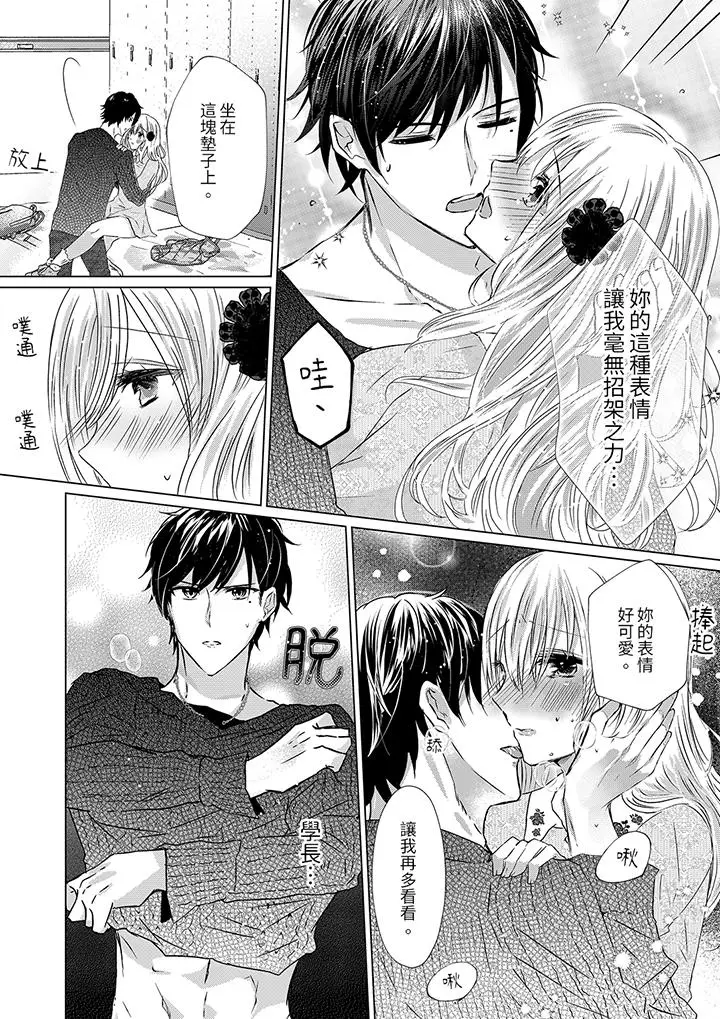 妳的這種表情
讓我毫無招架之力…
哇、
坐在
這塊墊子上。
放上
噗通
噗通
捧起
妳的表情
好可愛。
舔
啾
讓我再多看看。
啾
脫
學長…